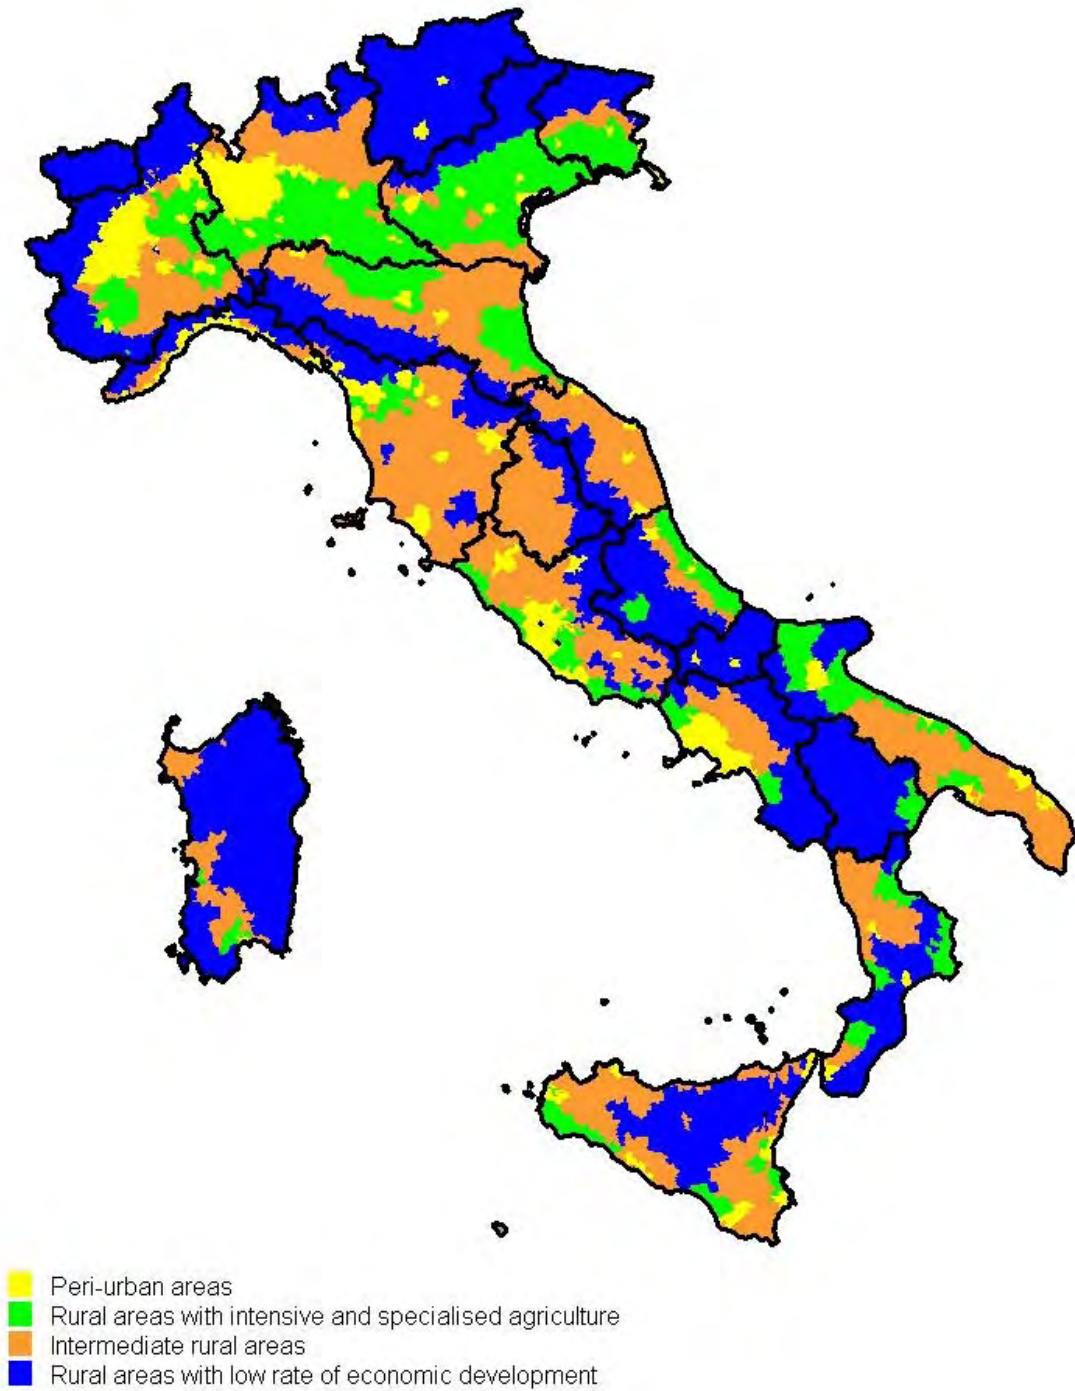 Peri-urban areas
Rural areas with intensive and specialised agriculture
Intermediate rural areas
Rural areas with low rate of economic development